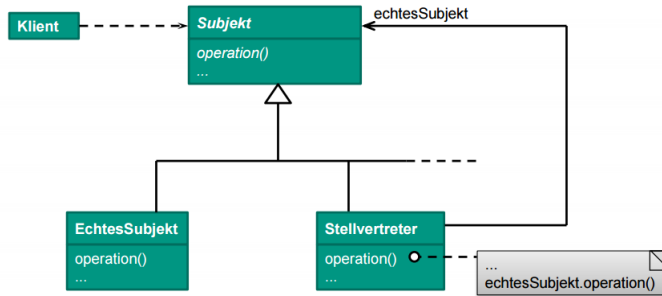 Klient
Subjekt
operation()
...
echtesSubjekt
EchtesSubjekt
operation()
...
Stellvertreter
operation()
...
...
echtesSubjekt.operation()